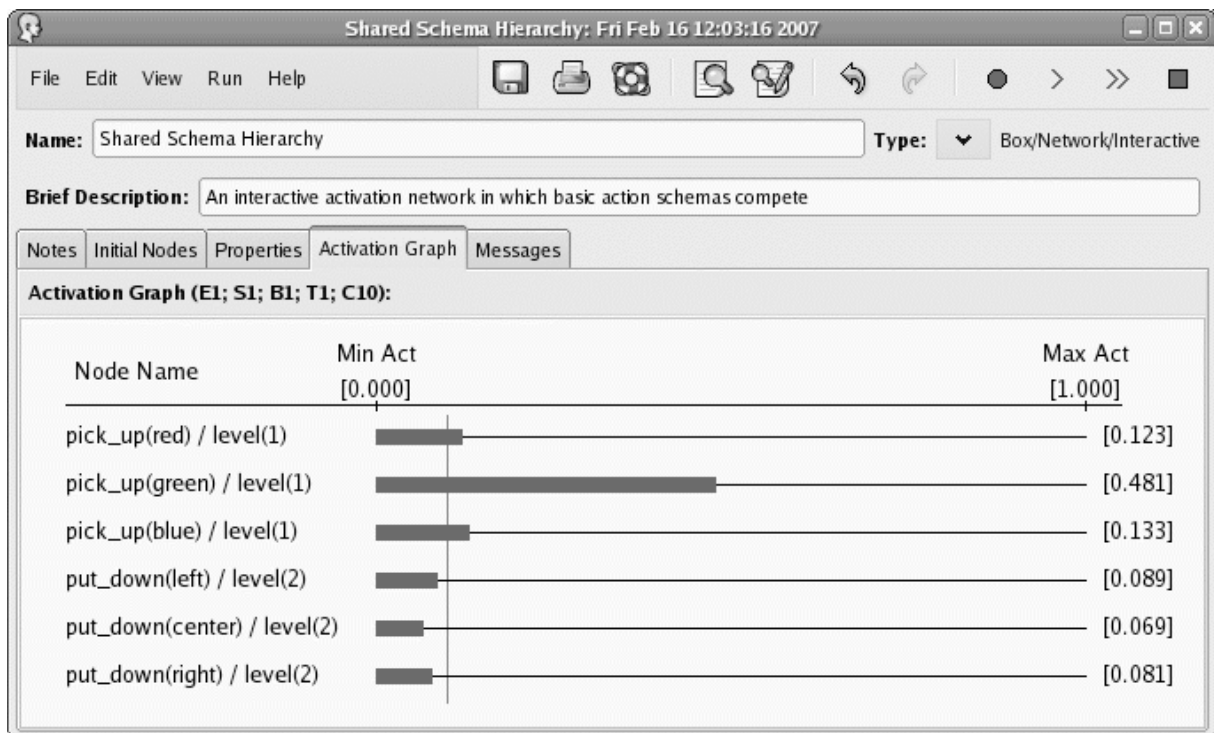 Shared Schema Hierarchy: Fri Feb 16 12:03:16 2007
File Edit View Run Help
Name: Shared Schema Hierarchy Type: Box/Network/Interactive
Brief Description: An interactive activation network in which basic action schemas compete
Notes Initial Nodes Properties Activation Graph Messages
Activation Graph (E1; S1; B1; T1; C10):
Node Name Min Act Max Act
[0.000] [1.000]
pick_up(red) / level(1) [0.123]
pick_up(green) / level(1) [0.481]
pick_up(blue) / level(1) [0.133]
put_down(left) / level(2) [0.089]
put_down(center) / level(2) [0.069]
put_down(right) / level(2) [0.081]